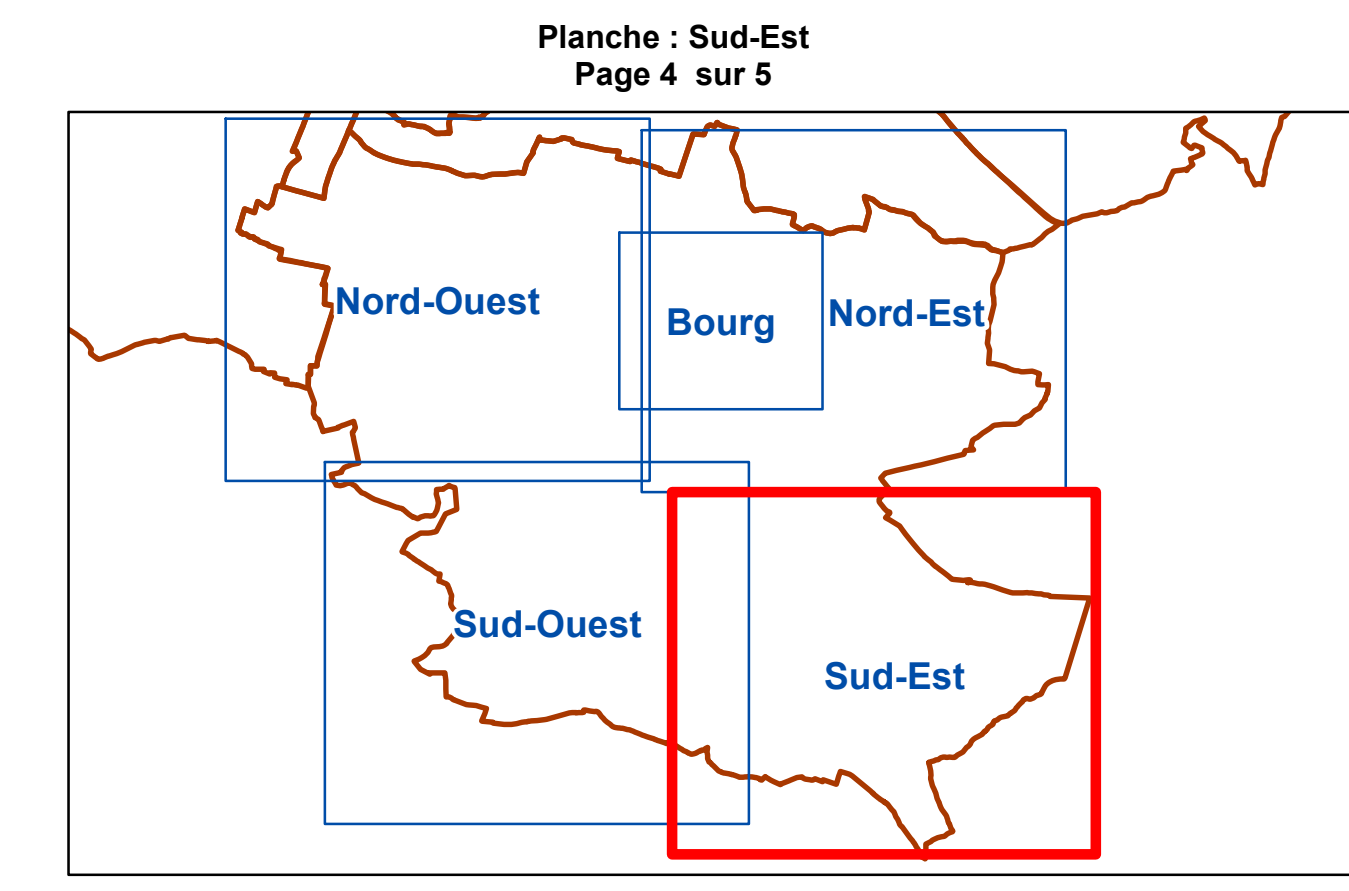 Planche : Sud-Est
Page 4 sur 5
Nord-Ouest
Bourg
Nord-Est
Sud-Ouest
Sud-Est